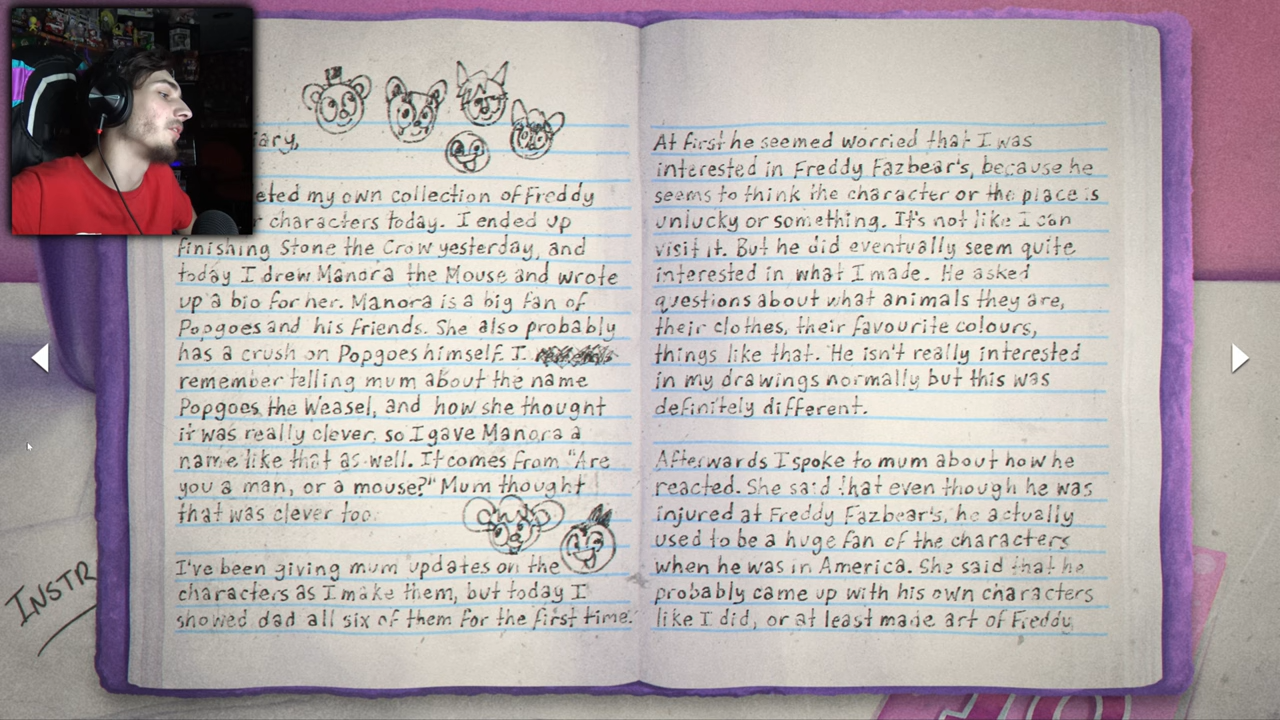 iary,
eted my own collection of Freddy
r characters today. I ended up
finishing Stone the Crow yesterday, and
today I drew Manora the Mouse and wrote
up a bio for her. Manora is a big fan of
Popgoes and his friends. She also probably
has a crush on Popgoes himself. I
remember telling mum about the name
Popgoes the Weasel, and how she thought
it was really clever, so I gave Manora a
name like that as well. It comes from "Are
you a man, or a mouse?" Mum thought
that was clever too.
I've been giving mum updates on the
characters as I make them, but today I
showed dad all six of them for the first time.
At first he seemed worried that I was
interested in Freddy Fazbear's, because he
seems to think the character or the place is
unlucky or something. It's not like I can
visit it. But he did eventually seem quite
interested in what I made. He asked
questions about what animals they are,
their clothes, their favourite colours,
things like that. He isn't really interested
in my drawings normally but this was
definitely different.
Afterwards I spoke to mum about how he
reacted. She said that even though he was
injured at Freddy Fazbear's, he actually
used to be a huge fan of the characters
when he was in America. She said that he
probably came up with his own characters
like I did, or at least made art of Freddy
INSTR